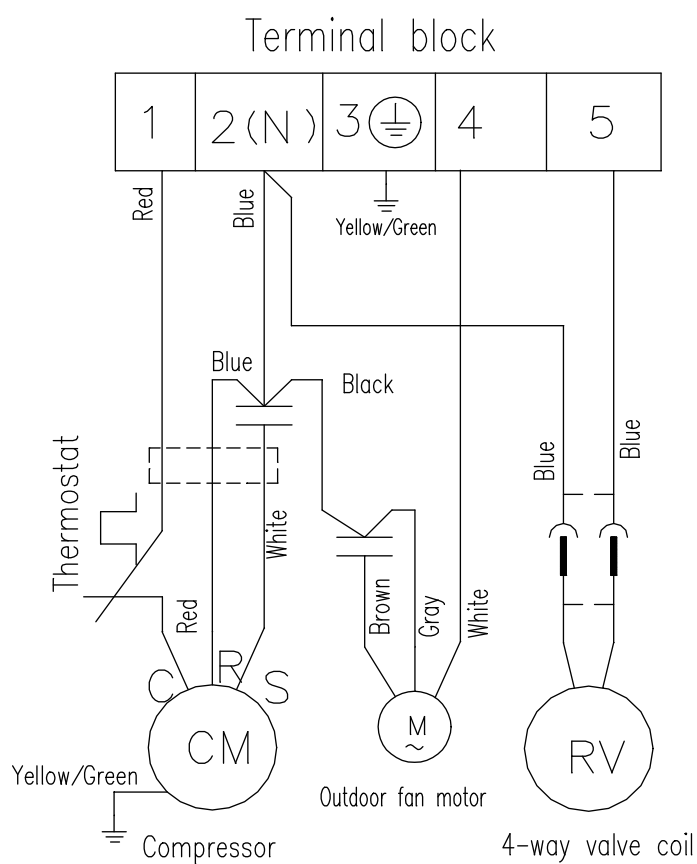 Terminal block
1 2(N) 3 4 5
Red
Blue
Yellow/Green
Blue
Black
Thermostat
White
Blue
Blue
Red
Brown
Gray
White
C R S
CM
M
~
RV
Yellow/Green
Outdoor fan motor
Compressor
4-way valve coil